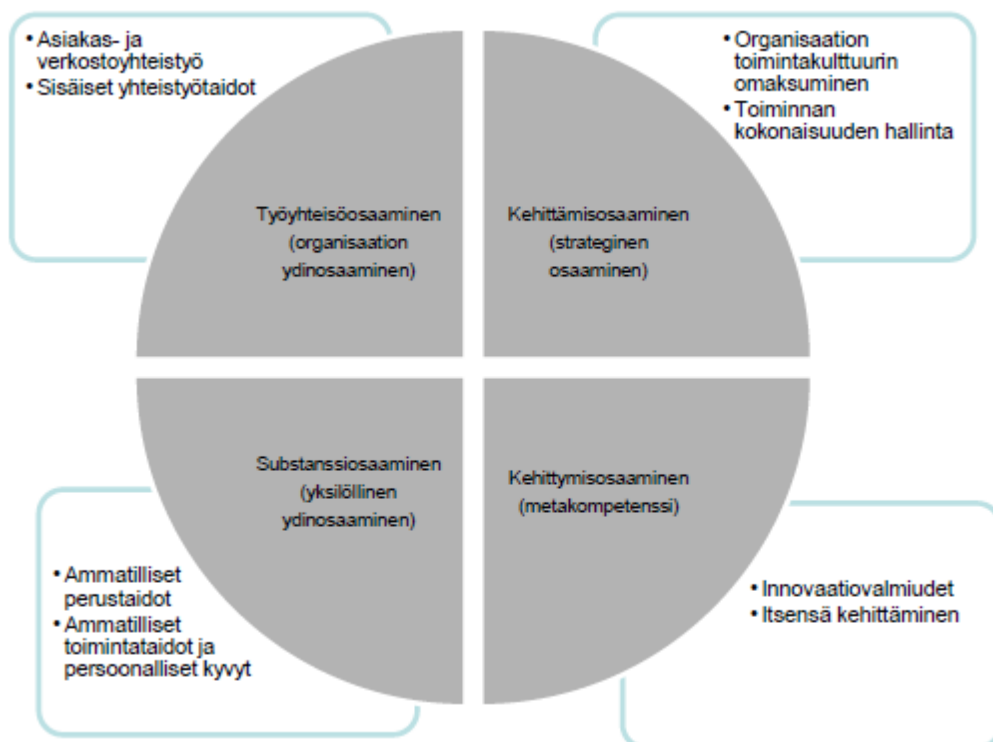 • Asiakas- ja
verkostoyhteistyö
• Sisäiset yhteistyötaidot
• Organisaation
toimintakulttuurin
omaksuminen
• Toiminnan
kokonaisuuden hallinta
Työyhteisöosaaminen
(organisaation
ydinosaaminen)
Kehittämisosaaminen
(strateginen
osaaminen)
Substanssiosaaminen
(yksilöllinen
ydinosaaminen)
Kehittymisosaaminen
(metakompetenssi)
• Ammatilliset
perustaidot
• Ammatilliset
toimintataidot ja
persoonalliset kyvyt
• Innovaatiovalmiudet
• Itsensä kehittäminen